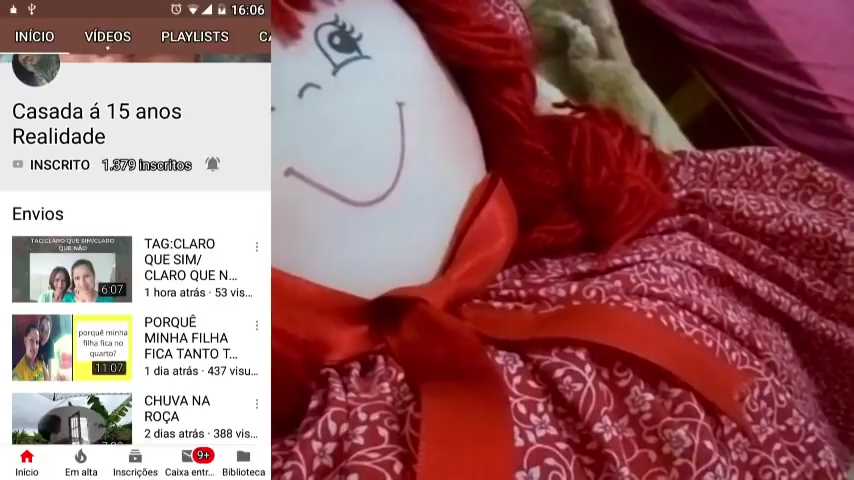 16:06
INÍCIO VÍDEOS PLAYLISTS CA
Casada á 15 anos
Realidade
INSCRITO 1.379 inscritos
Envios
TAG:CLARO QUE SIM/CLARO
QUE NÃO
6:07
TAG:CLARO
QUE SIM/
CLARO QUE N...
1 hora atrás · 53 vis...
porquê minha
filha fica no
quarto?
11:07
PORQUÊ
MINHA FILHA
FICA TANTO T...
1 dia atrás · 437 visu...
CHUVA NA
ROÇA
2 dias atrás · 388 vis...
9+
Início Em alta Inscrições Caixa entr... Biblioteca